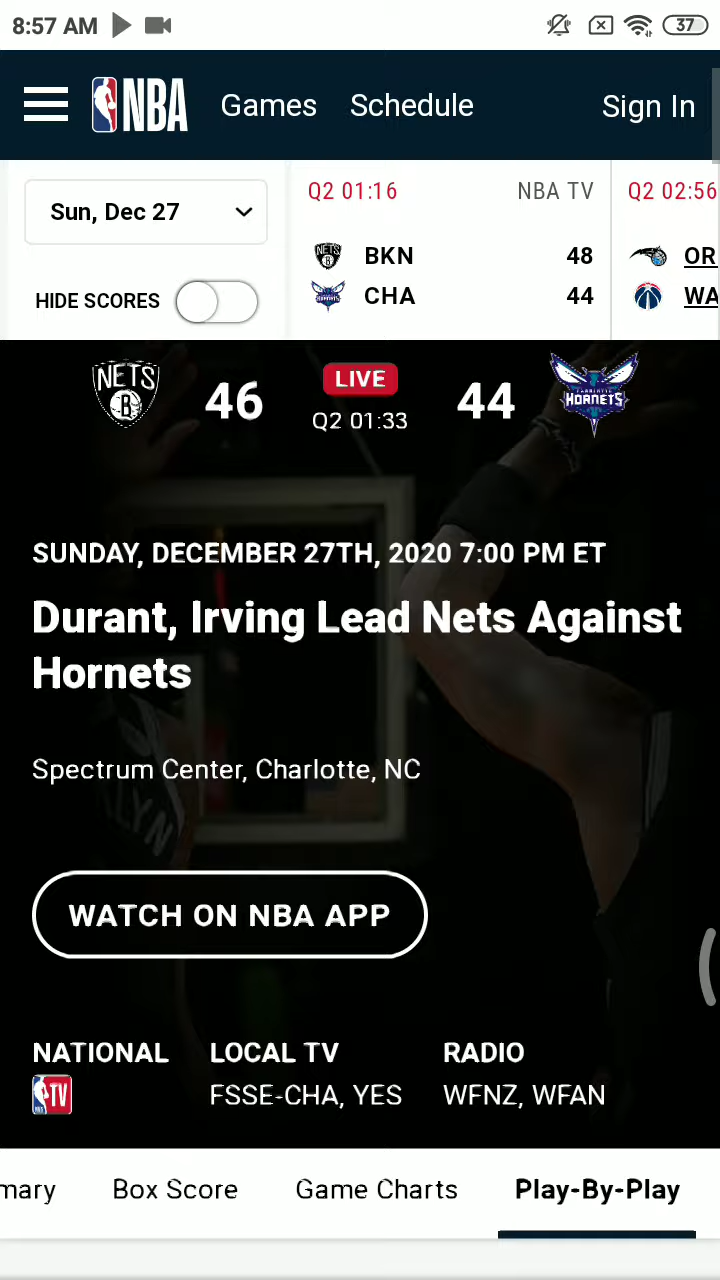 8:57 AM
37
NBA
Games
Schedule
Sign In
Sun, Dec 27
HIDE SCORES
Q2 01:16
NBA TV
BKN
48
CHA
44
Q2 02:56
OR
WA
NETS
B
46
LIVE
Q2 01:33
44
HORNETS
SUNDAY, DECEMBER 27TH, 2020 7:00 PM ET
Durant, Irving Lead Nets Against
Hornets
Spectrum Center, Charlotte, NC
WATCH ON NBA APP
NATIONAL
LOCAL TV
RADIO
TV
FSSE-CHA, YES
WFNZ, WFAN
mary
Box Score
Game Charts
Play-By-Play